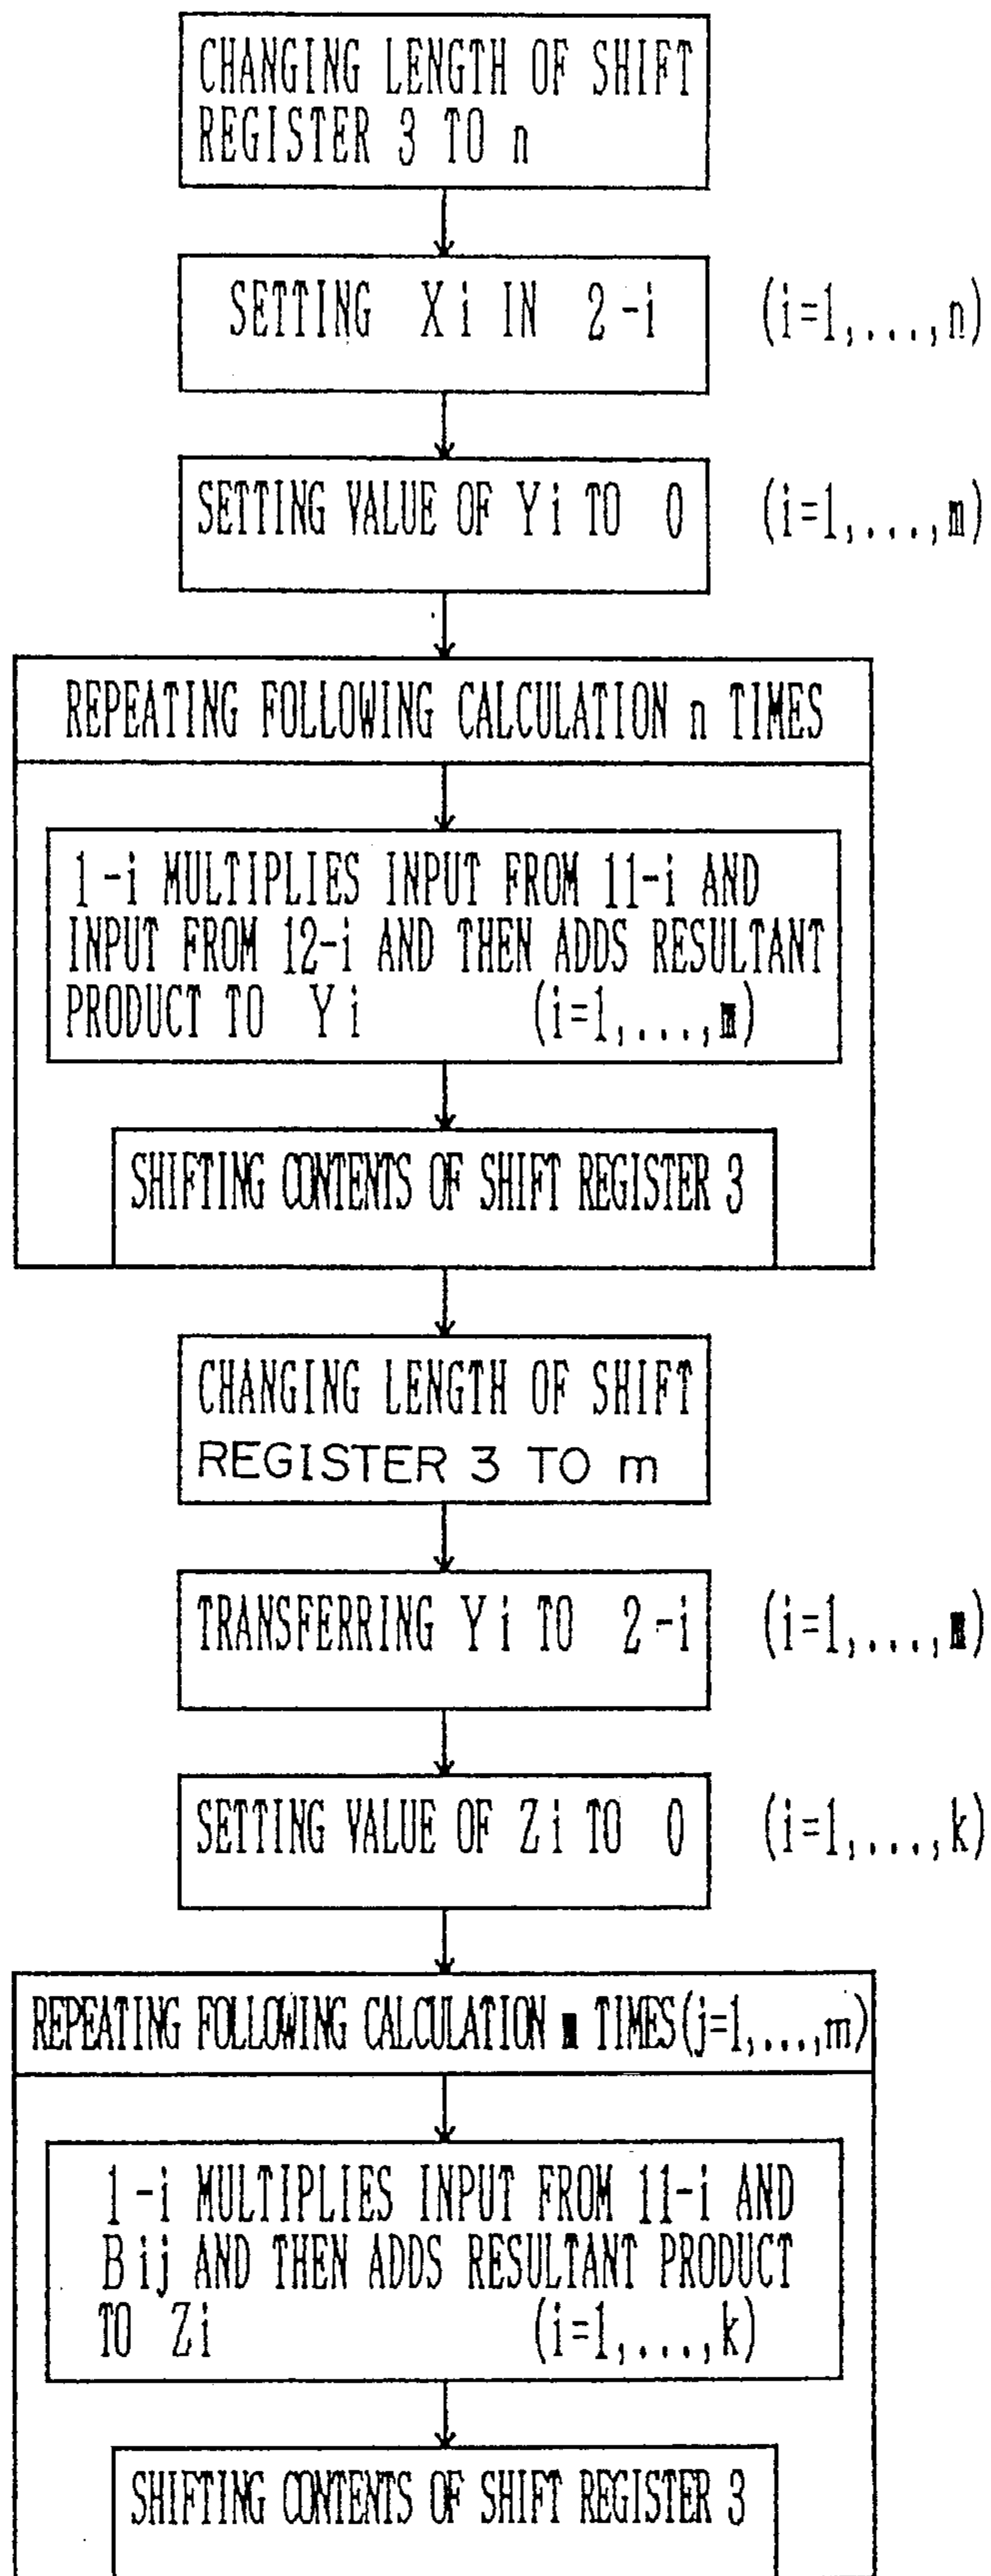 CHANGING LENGTH OF SHIFT
REGISTER 3 TO n
SETTING Xi IN 2-i (i=1,...,n)
SETTING VALUE OF Yi TO 0 (i=1,...,m)
REPEATING FOLLOWING CALCULATION n TIMES
1-i MULTIPLIES INPUT FROM 11-i AND
INPUT FROM 12-i AND THEN ADDS RESULTANT
PRODUCT TO Yi (i=1,...,m)
SHIFTING CONTENTS OF SHIFT REGISTER 3
CHANGING LENGTH OF SHIFT
REGISTER 3 TO m
TRANSFERRING Yi TO 2-i (i=1,...,m)
SETTING VALUE OF Zi TO 0 (i=1,...,k)
REPEATING FOLLOWING CALCULATION m TIMES(j=1,...,m)
1-i MULTIPLIES INPUT FROM 11-i AND
Bij AND THEN ADDS RESULTANT PRODUCT
TO Zi (i=1,...,k)
SHIFTING CONTENTS OF SHIFT REGISTER 3